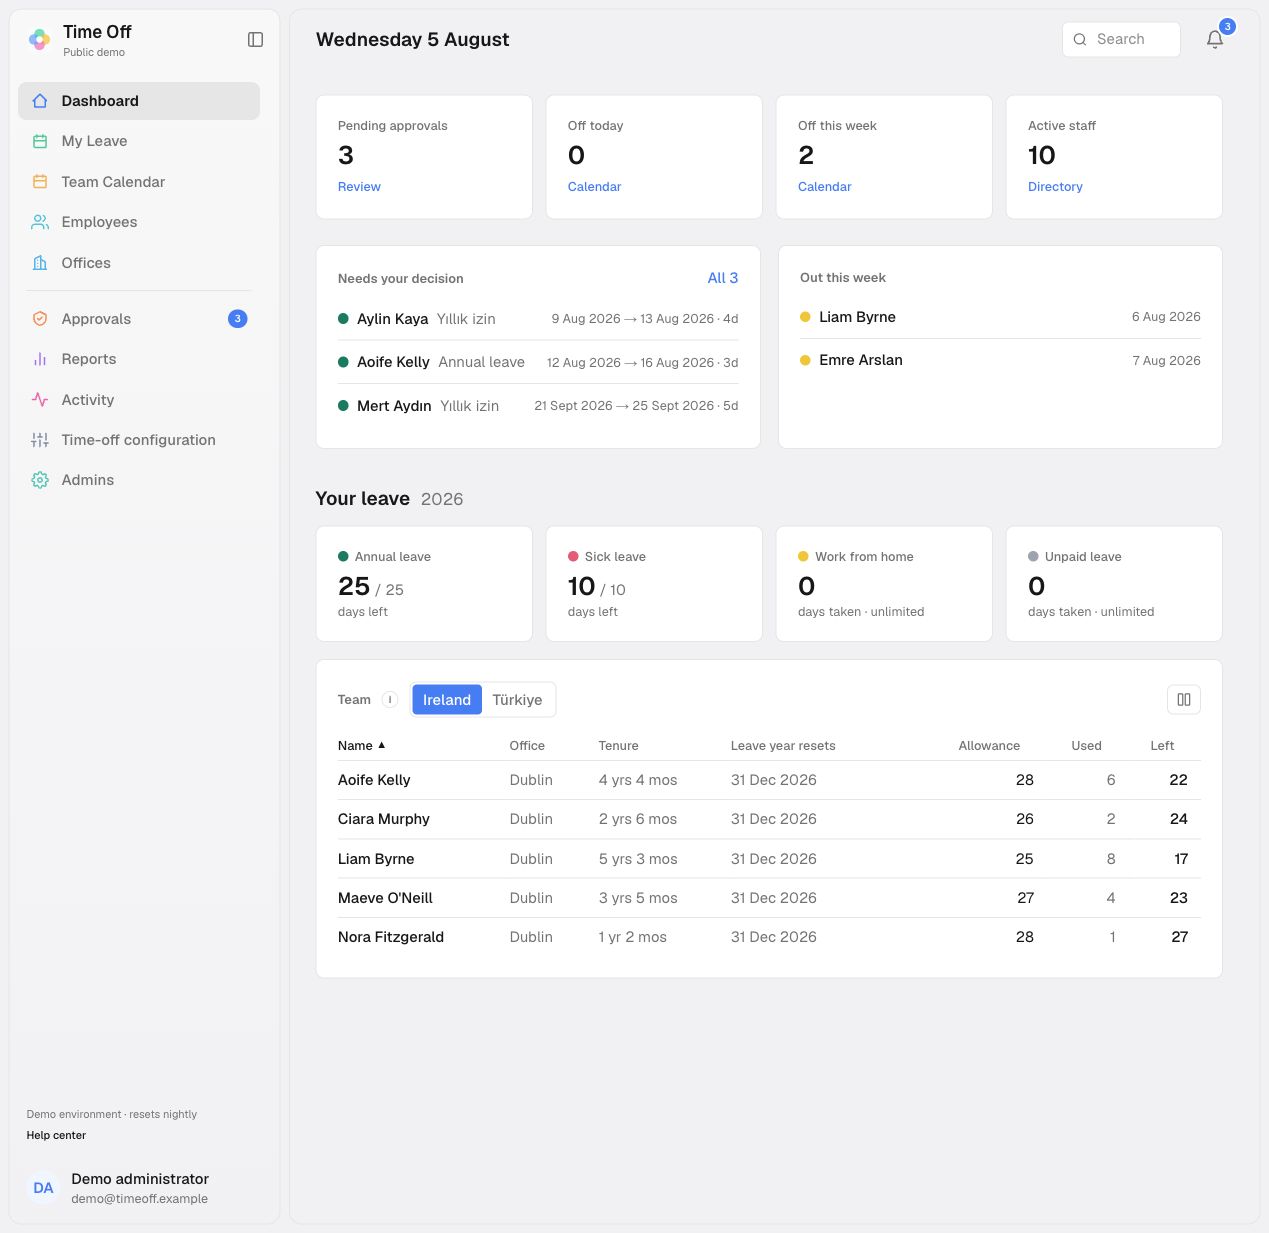 Time Off
Public demo
Dashboard
My Leave
Team Calendar
Employees
Offices
Approvals 3
Reports
Activity
Time-off configuration
Admins
Demo environment · resets nightly
Help center
DA
Demo administrator
demo@timeoff.example
Wednesday 5 August
Search
3
Pending approvals
3
Review
Off today
0
Calendar
Off this week
2
Calendar
Active staff
10
Directory
Needs your decision All 3
Aylin Kaya Yıllık izin 9 Aug 2026 → 13 Aug 2026 · 4d
Aoife Kelly Annual leave 12 Aug 2026 → 16 Aug 2026 · 3d
Mert Aydın Yıllık izin 21 Sept 2026 → 25 Sept 2026 · 5d
Out this week
Liam Byrne 6 Aug 2026
Emre Arslan 7 Aug 2026
Your leave 2026
Annual leave
25 / 25
days left
Sick leave
10 / 10
days left
Work from home
0
days taken · unlimited
Unpaid leave
0
days taken · unlimited
Team i Ireland Türkiye
Name ▲ Office Tenure Leave year resets Allowance Used Left
Aoife Kelly Dublin 4 yrs 4 mos 31 Dec 2026 28 6 22
Ciara Murphy Dublin 2 yrs 6 mos 31 Dec 2026 26 2 24
Liam Byrne Dublin 5 yrs 3 mos 31 Dec 2026 25 8 17
Maeve O'Neill Dublin 3 yrs 5 mos 31 Dec 2026 27 4 23
Nora Fitzgerald Dublin 1 yr 2 mos 31 Dec 2026 28 1 27